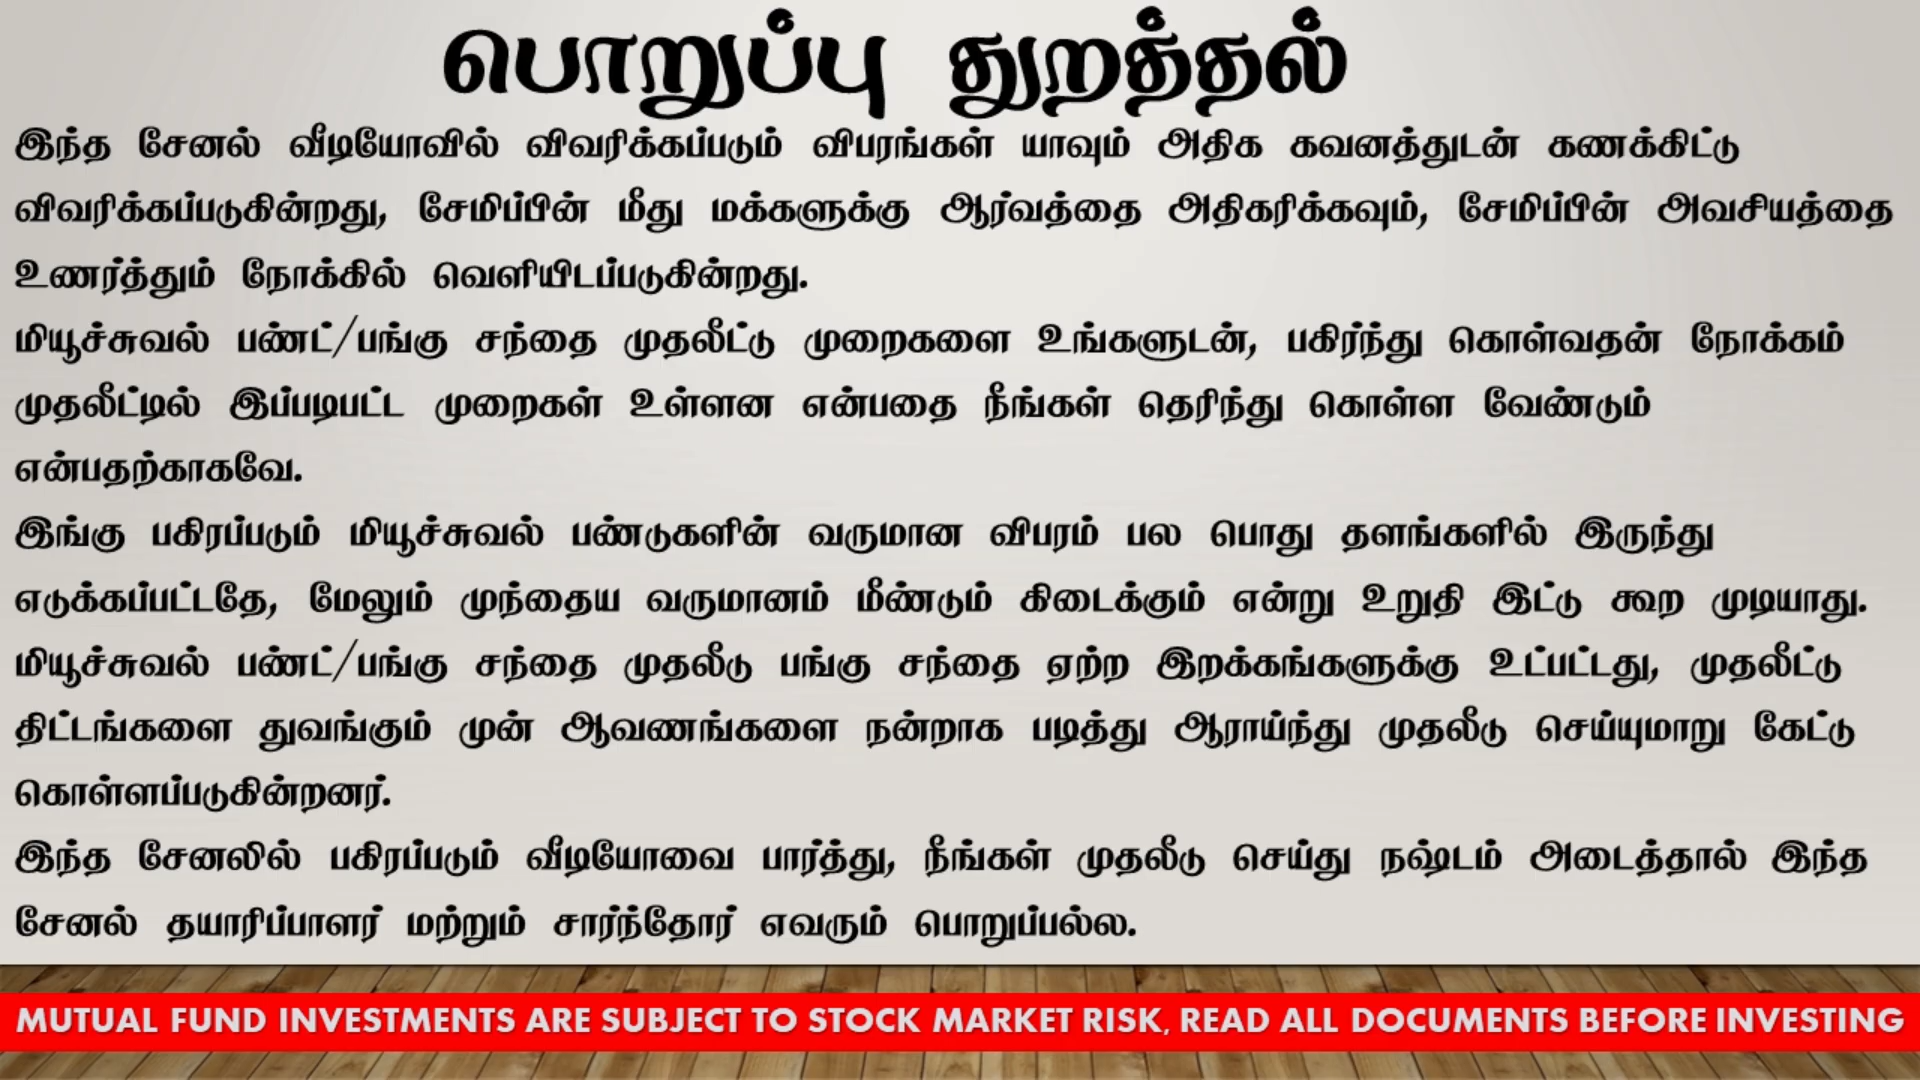 பொறுப்பு துறத்தல்
இந்த சேனல் வீடியோவில் விவரிக்கப்படும் விபரங்கள் யாவும் அதிக கவனத்துடன் கணக்கிட்டு
விவரிக்கப்படுகின்றது, சேமிப்பின் மீது மக்களுக்கு ஆர்வத்தை அதிகரிக்கவும், சேமிப்பின் அவசியத்தை
உணர்த்தும் நோக்கில் வெளியிடப்படுகின்றது.
மியூச்சுவல் பண்ட்/பங்கு சந்தை முதலீட்டு முறைகளை உங்களுடன், பகிர்ந்து கொள்வதன் நோக்கம்
முதலீட்டில் இப்படிபட்ட முறைகள் உள்ளன என்பதை நீங்கள் தெரிந்து கொள்ள வேண்டும்
என்பதற்காகவே.
இங்கு பகிரப்படும் மியூச்சுவல் பண்டுகளின் வருமான விபரம் பல பொது தளங்களில் இருந்து
எடுக்கப்பட்டதே, மேலும் முந்தைய வருமானம் மீண்டும் கிடைக்கும் என்று உறுதி இட்டு கூற முடியாது.
மியூச்சுவல் பண்ட்/பங்கு சந்தை முதலீடு பங்கு சந்தை ஏற்ற இறக்கங்களுக்கு உட்பட்டது, முதலீட்டு
திட்டங்களை துவங்கும் முன் ஆவணங்களை நன்றாக படித்து ஆராய்ந்து முதலீடு செய்யுமாறு கேட்டு
கொள்ளப்படுகின்றனர்.
இந்த சேனலில் பகிரப்படும் வீடியோவை பார்த்து, நீங்கள் முதலீடு செய்து நஷ்டம் அடைத்தால் இந்த
சேனல் தயாரிப்பாளர் மற்றும் சார்ந்தோர் எவரும் பொறுப்பல்ல.
MUTUAL FUND INVESTMENTS ARE SUBJECT TO STOCK MARKET RISK, READ ALL DOCUMENTS BEFORE INVESTING